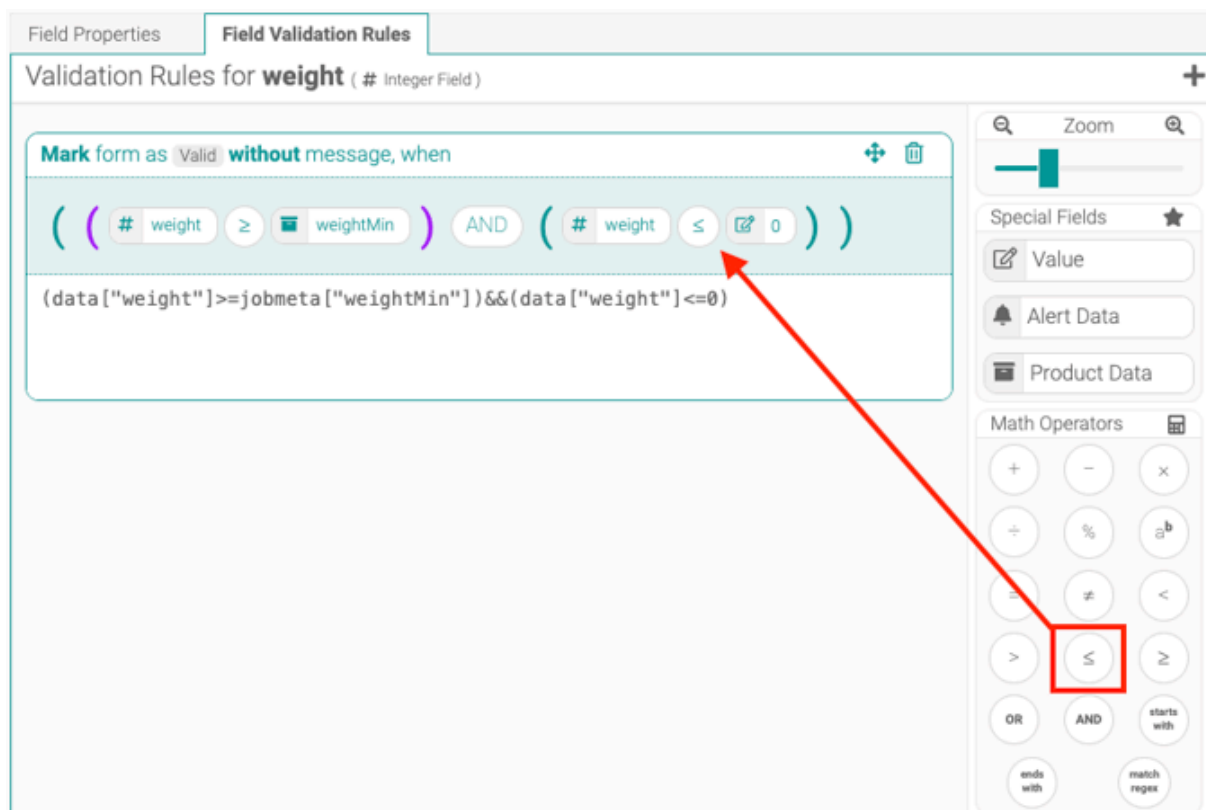 Field Properties Field Validation Rules
Validation Rules for weight ( # Integer Field ) +
Mark form as Valid without message, when
( ( # weight ≥ weightMin ) AND ( # weight ≤ 0 ) )
(data["weight"]>=jobmeta["weightMin"])&&(data["weight"]<=0)
Zoom
Special Fields
Value
Alert Data
Product Data
Math Operators
+ − ×
÷ % aᵇ
= ≠ <
> ≤ ≥
OR AND starts with
ends with match regex